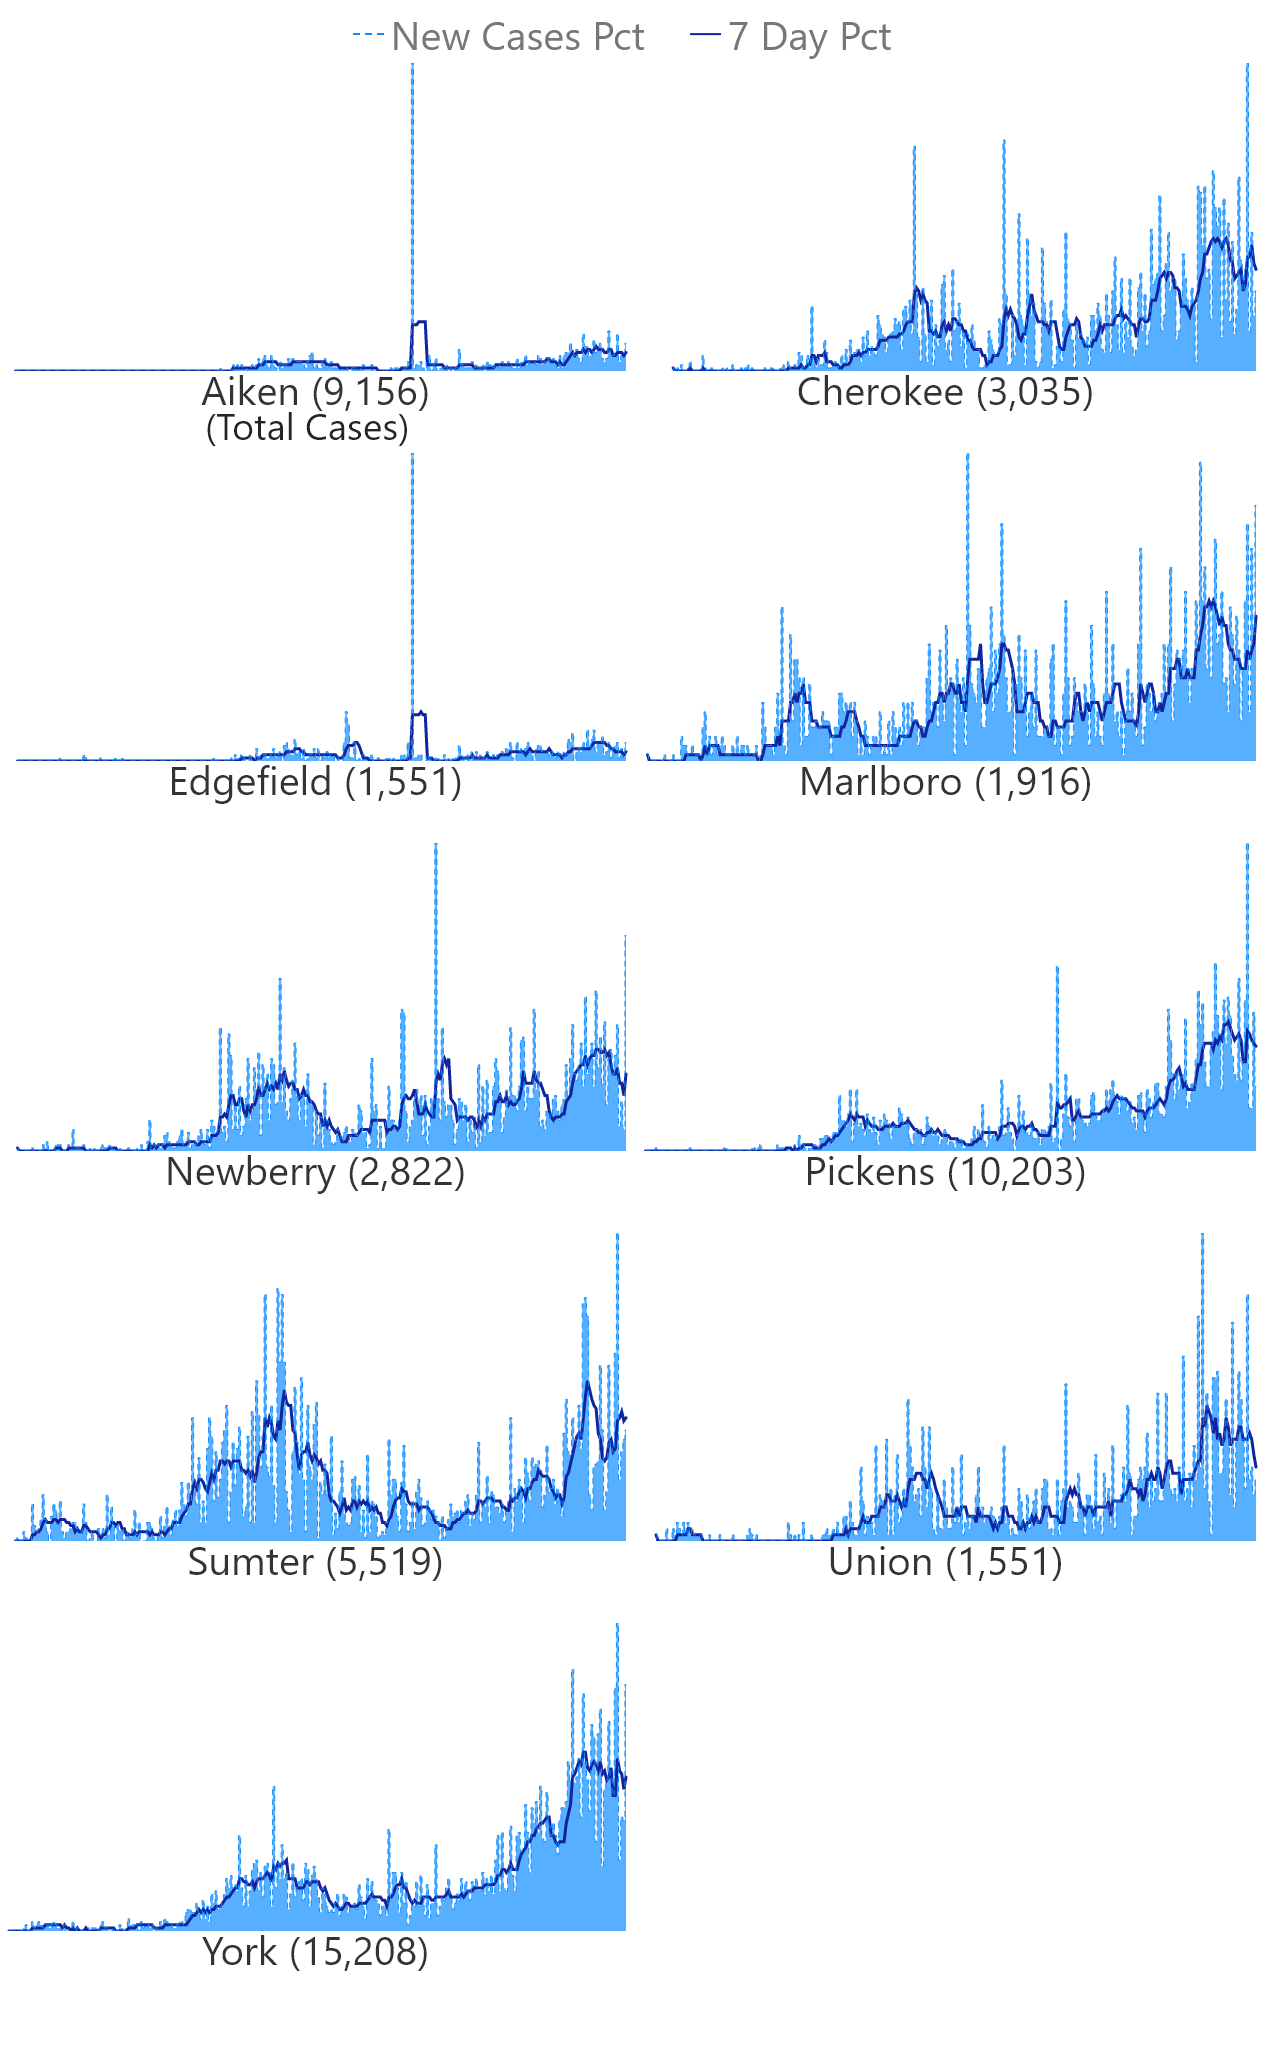 New Cases Pct 7 Day Pct
Aiken (9,156)
(Total Cases)
Cherokee (3,035)
Edgefield (1,551)
Marlboro (1,916)
Newberry (2,822)
Pickens (10,203)
Sumter (5,519)
Union (1,551)
York (15,208)